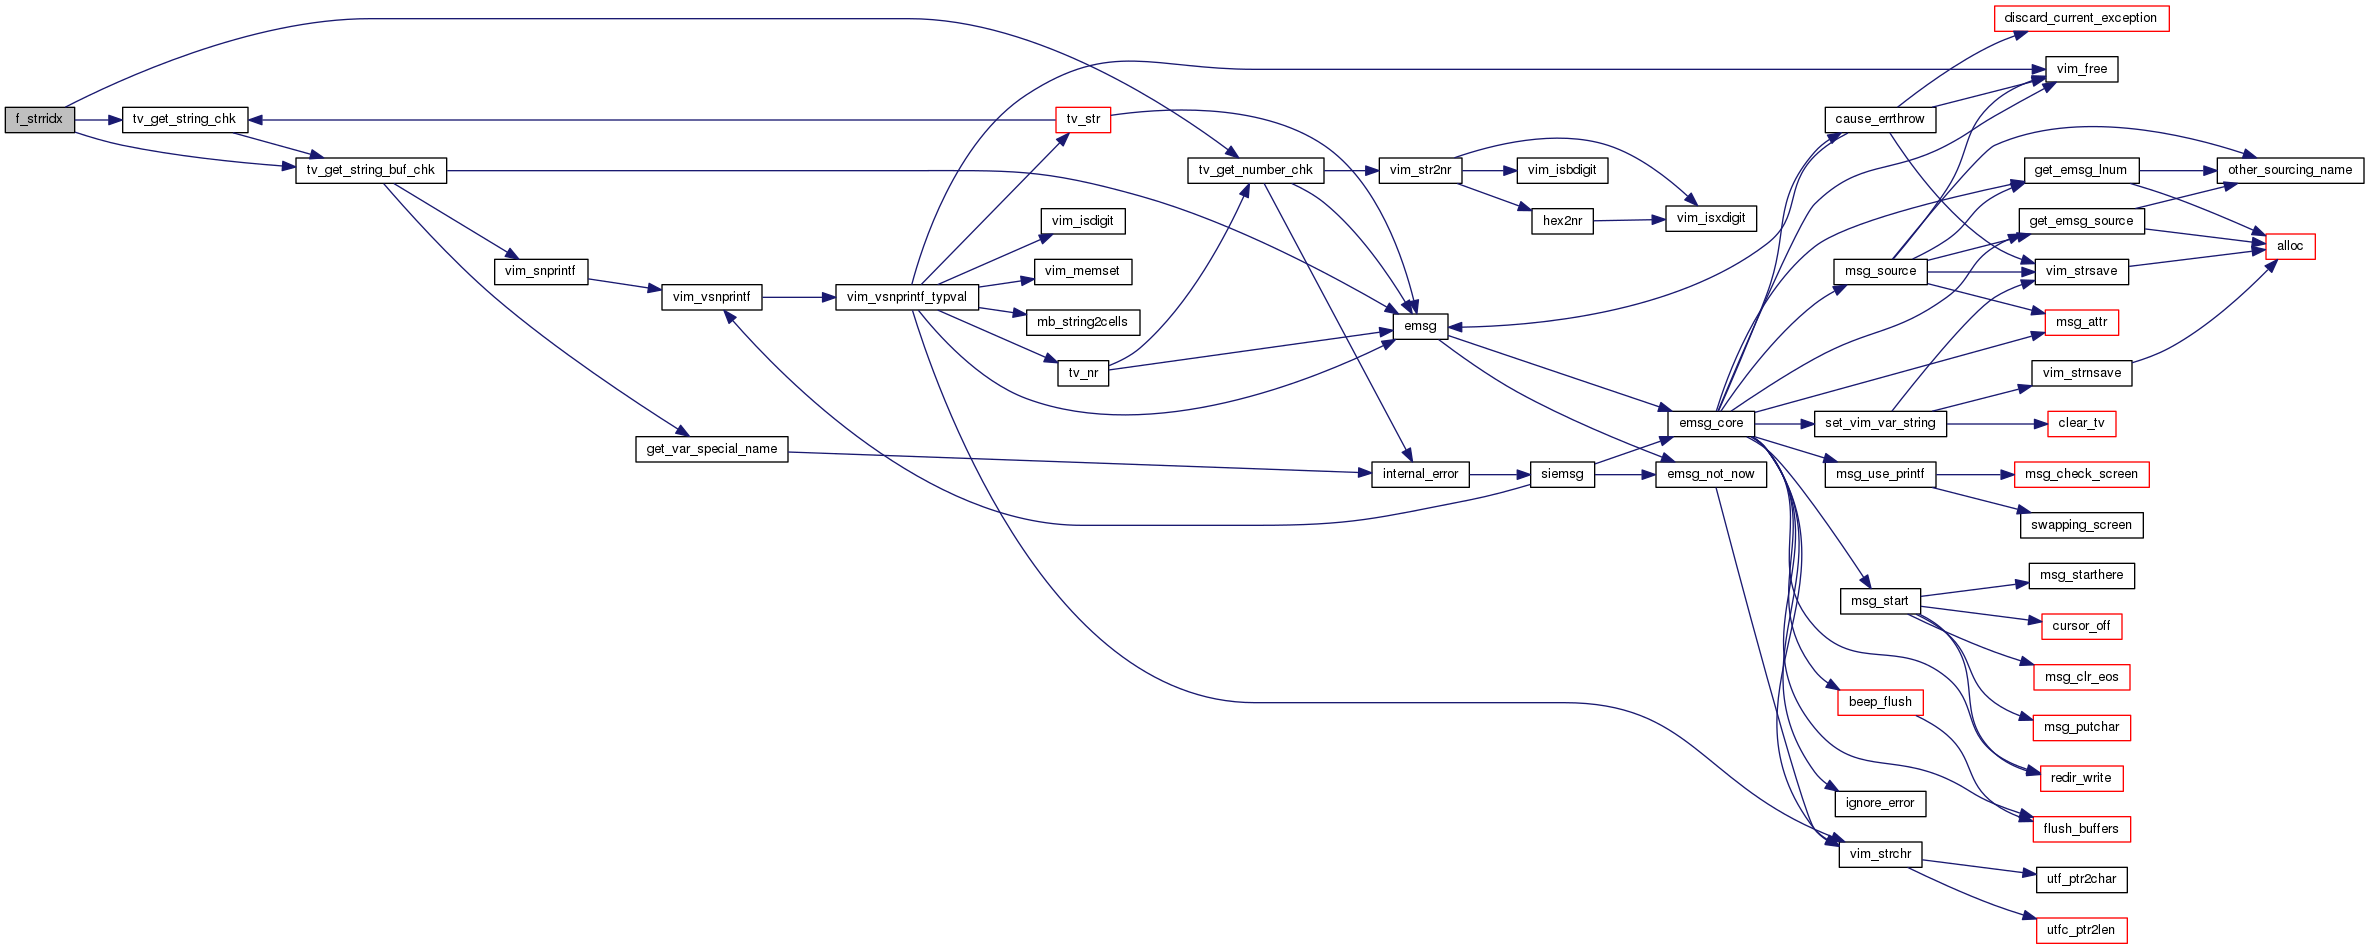 f_strridx
tv_get_string_chk
tv_get_string_buf_chk
vim_snprintf
get_var_special_name
vim_vsnprintf
vim_vsnprintf_typval
tv_str
vim_isdigit
vim_memset
mb_string2cells
tv_nr
tv_get_number_chk
vim_str2nr
emsg
internal_error
vim_isbdigit
hex2nr
siemsg
vim_isxdigit
emsg_core
emsg_not_now
cause_errthrow
msg_source
set_vim_var_string
msg_use_printf
msg_start
beep_flush
ignore_error
vim_strchr
discard_current_exception
vim_free
get_emsg_lnum
get_emsg_source
vim_strsave
msg_attr
vim_strnsave
clear_tv
msg_check_screen
swapping_screen
msg_starthere
cursor_off
msg_clr_eos
msg_putchar
redir_write
flush_buffers
utf_ptr2char
utfc_ptr2len
other_sourcing_name
alloc